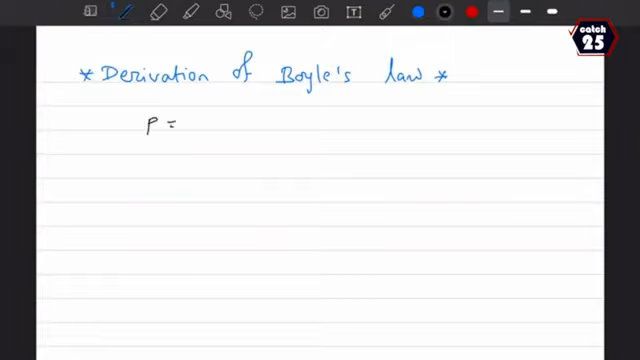 catch
25
* Derivation of Boyle's law *
P =